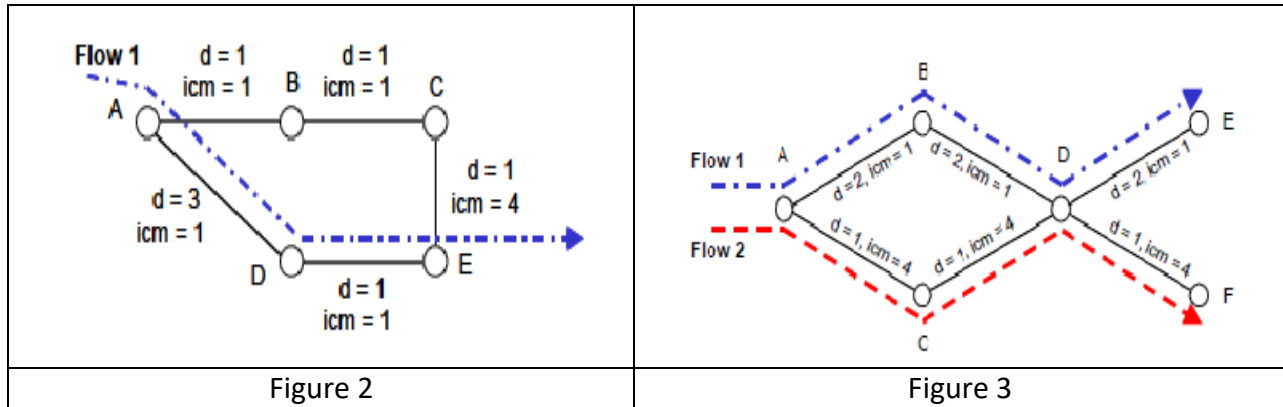 Flow 1
d = 1
icm = 1
d = 1
icm = 1
A
B
C
d = 3
icm = 1
d = 1
icm = 4
D
E
d = 1
icm = 1
Figure 2
B
E
Flow 1
A
D
d =2, icm= 1
d = 2, icm = 1
d = 2, icm = 1
Flow 2
d = 1, icm = 4
d = 1, icm = 4
d = 1, icm = 4
F
C
Figure 3